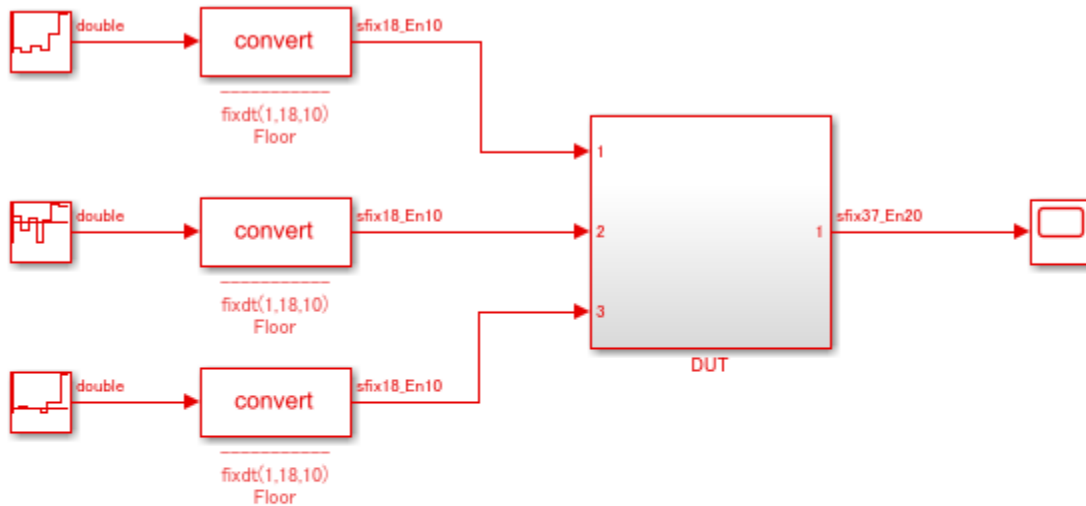 double
convert
sfix18_En10
fixdt(1,18,10)
Floor
1
double
convert
sfix18_En10
2
sfix37_En20
1
fixdt(1,18,10)
Floor
3
DUT
double
convert
sfix18_En10
fixdt(1,18,10)
Floor